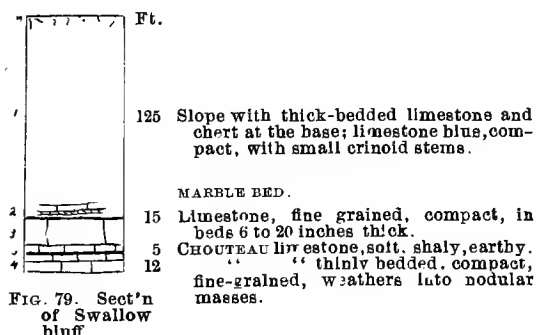 Ft.
1 125 Slope with thick-bedded limestone and
chert at the base; limestone blue, com-
pact, with small crinoid stems.
MARBLE BED.
2 15 Limestone, fine grained, compact, in
3 beds 6 to 20 inches thick.
5 CHOUTEAU limestone, soft, shaly, earthy.
4 12 " " thinly bedded, compact,
fine-grained, weathers into nodular
masses.
FIG. 79. Sect'n
of Swallow
bluff